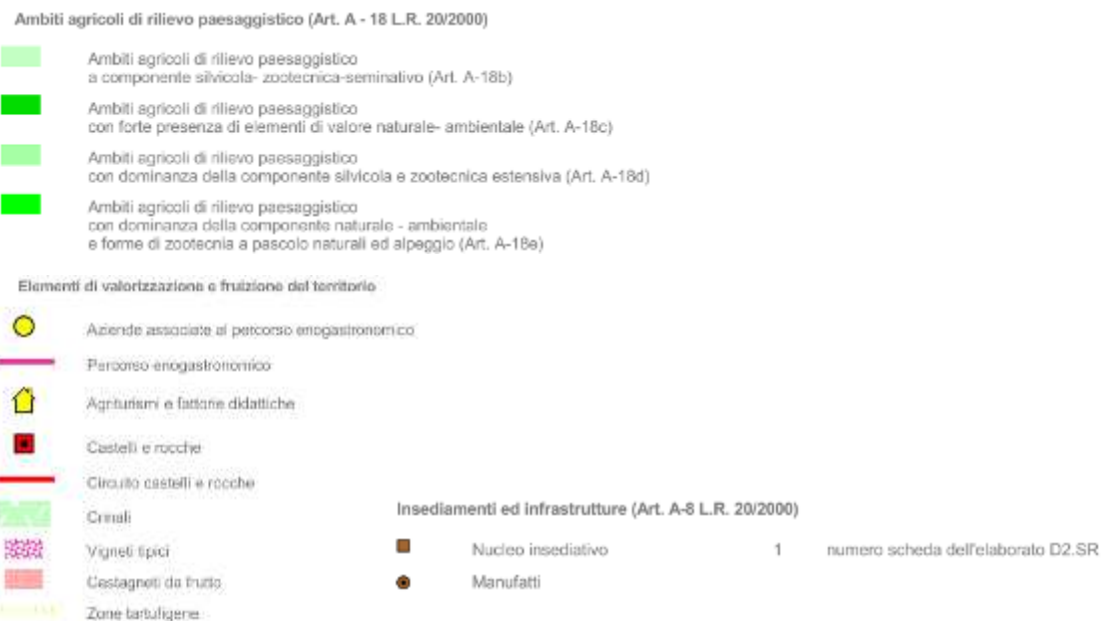 Ambiti agricoli di rilievo paesaggistico (Art. A - 18 L.R. 20/2000)
Ambiti agricoli di rilievo paesaggistico
a componente silvicola- zootecnica-seminativo (Art. A-18b)
Ambiti agricoli di rilievo paesaggistico
con forte presenza di elementi di valore naturale- ambientale (Art. A-18c)
Ambiti agricoli di rilievo paesaggistico
con dominanza della componente silvicola e zootecnica estensiva (Art. A-18d)
Ambiti agricoli di rilievo paesaggistico
con dominanza della componente naturale - ambientale
e forme di zootecnia a pascolo naturali ed alpeggio (Art. A-18e)
Elementi di valorizzazione e fruizione del territorio
Aziende associate al percorso enogastronomico
Percorso enogastronomico
Agriturismi e fattorie didattiche
Castelli e rocche
Circuito castelli e rocche
Crinali
Vigneti tipici
Castagneti da frutto
Zone tartufigene
Insediamenti ed infrastrutture (Art. A-8 L.R. 20/2000)
Nucleo insediativo
1 numero scheda dell'elaborato D2.SR
Manufatti